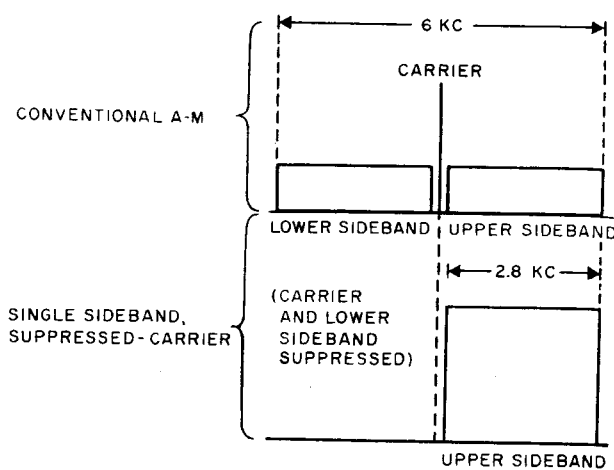 6 KC
CARRIER
CONVENTIONAL A-M
LOWER SIDEBAND
UPPER SIDEBAND
2.8 KC
SINGLE SIDEBAND,
SUPPRESSED-CARRIER
(CARRIER
AND LOWER
SIDEBAND
SUPPRESSED)
UPPER SIDEBAND